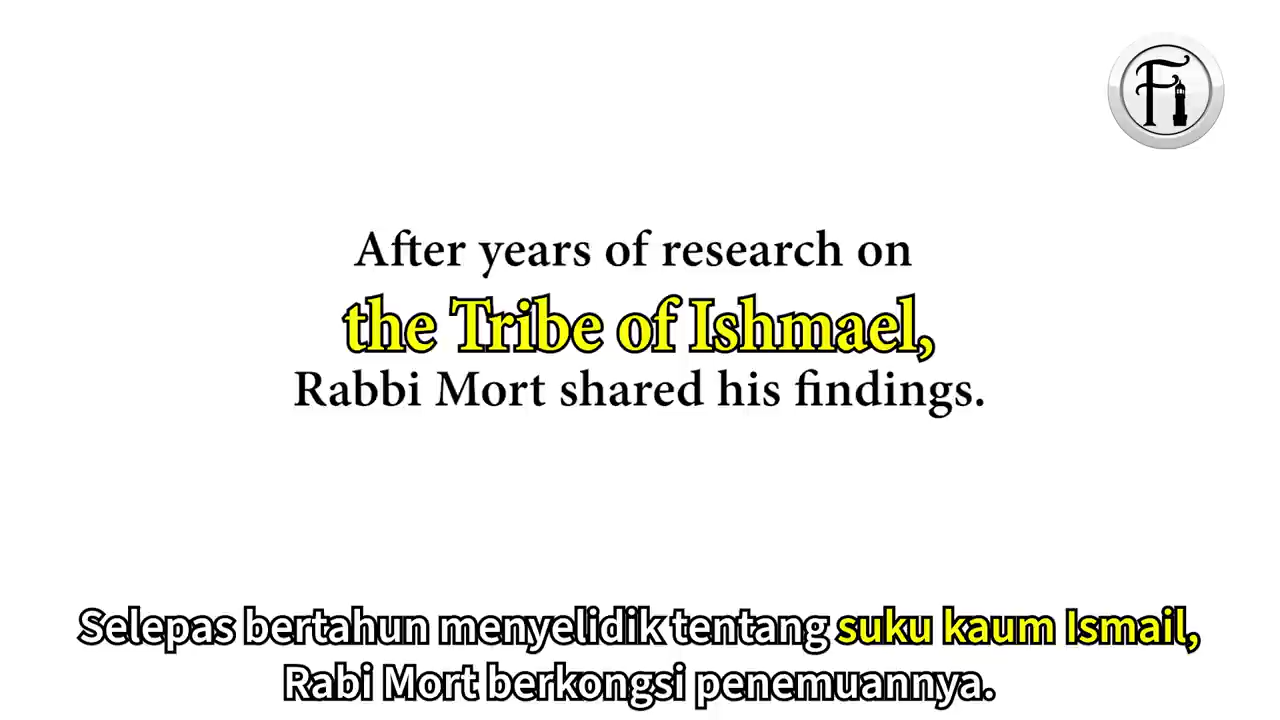 Fi
After years of research on
the Tribe of Ishmael,
Rabbi Mort shared his findings.
Selepas bertahun menyelidik tentang suku kaum Ismail,
Rabi Mort berkongsi penemuannya.